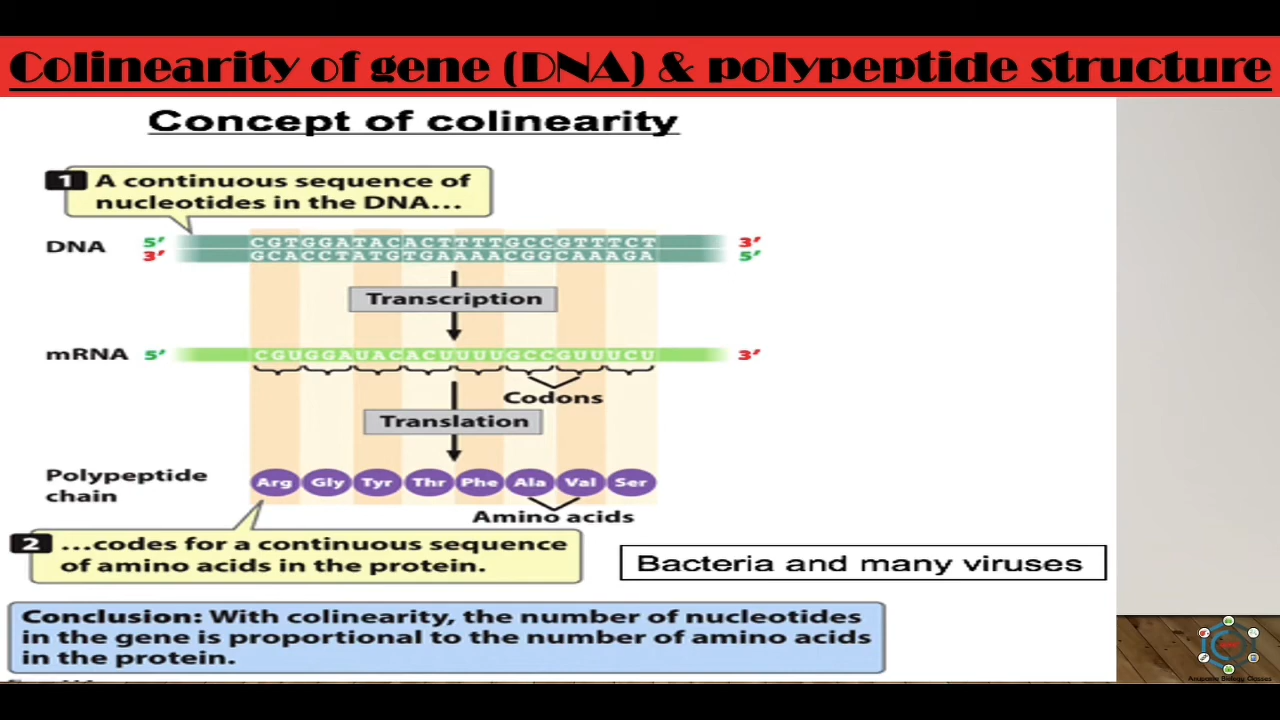 Colinearity of gene (DNA) & polypeptide structure
Concept of colinearity
1 A continuous sequence of
nucleotides in the DNA...
DNA 5′ CGTGGATACACTTTTGCCGTTTCT 3′
3′ GCACCTATGTGAAAACGGCAAAGA 5′
Transcription
mRNA 5′ CGUGGAUACACUUUUGCCGUUUCU 3′
Codons
Translation
Polypeptide
chain
Arg Gly Tyr Thr Phe Ala Val Ser
Amino acids
2 ...codes for a continuous sequence
of amino acids in the protein.
Bacteria and many viruses
Conclusion: With colinearity, the number of nucleotides
in the gene is proportional to the number of amino acids
in the protein.
Anupama Biology Classes